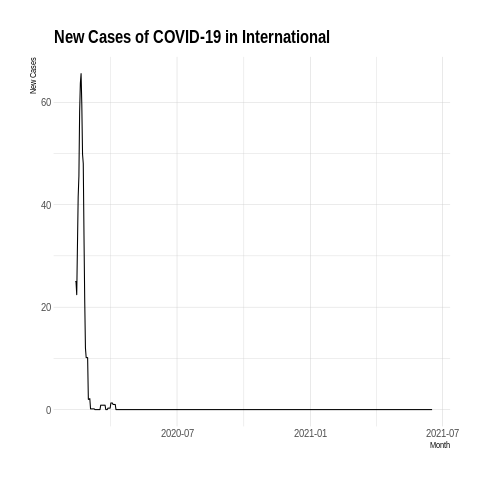 New Cases of COVID-19 in International
New Cases
60
40
20
0
2020-07
2021-01
2021-07
Month